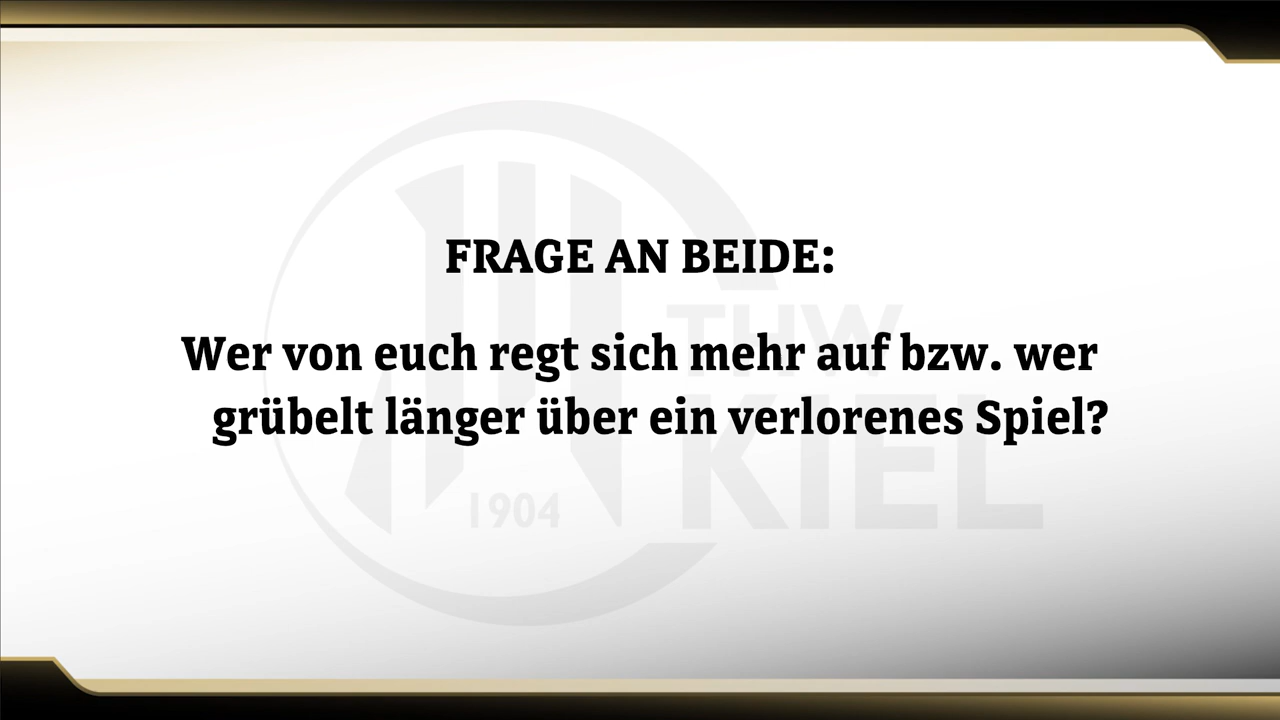 FRAGE AN BEIDE:
Wer von euch regt sich mehr auf bzw. wer
grübelt länger über ein verlorenes Spiel?
THW
KIEL
1904